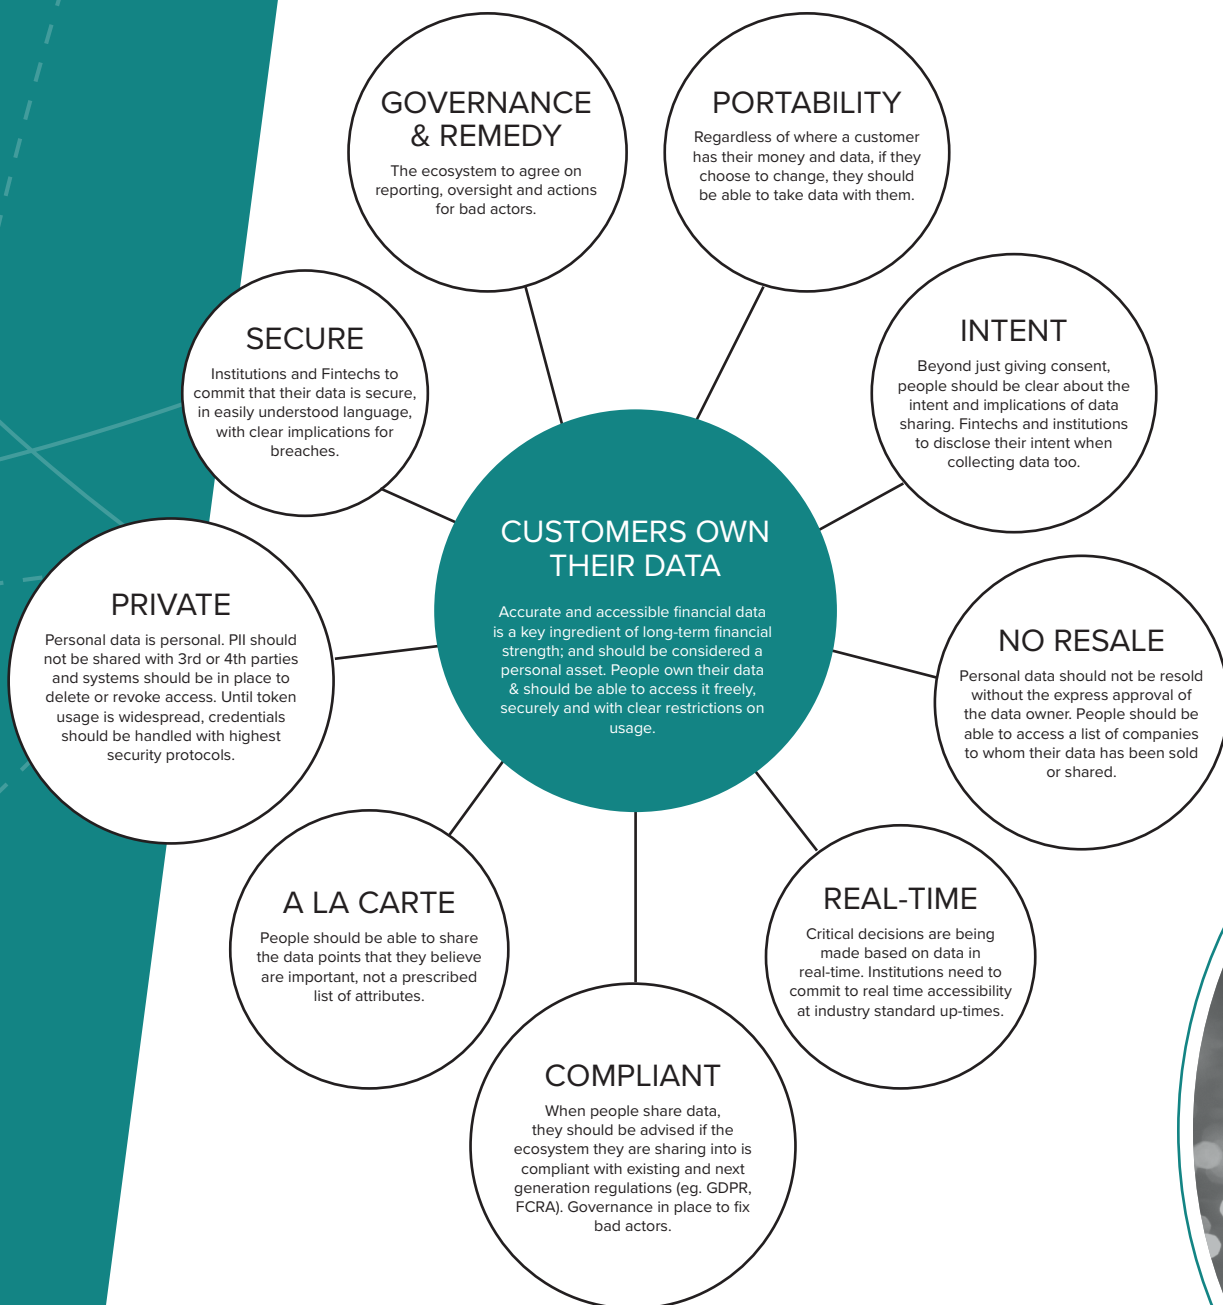 GOVERNANCE
& REMEDY
The ecosystem to agree on
reporting, oversight and actions
for bad actors.
PORTABILITY
Regardless of where a customer
has their money and data, if they
choose to change, they should
be able to take data with them.
SECURE
Institutions and Fintechs to
commit that their data is secure,
in easily understood language,
with clear implications for
breaches.
INTENT
Beyond just giving consent,
people should be clear about the
intent and implications of data
sharing. Fintechs and institutions
to disclose their intent when
collecting data too.
CUSTOMERS OWN
THEIR DATA
Accurate and accessible financial data
is a key ingredient of long-term financial
strength; and should be considered a
personal asset. People own their data
& should be able to access it freely,
securely and with clear restrictions on
usage.
PRIVATE
Personal data is personal. PII should
not be shared with 3rd or 4th parties
and systems should be in place to
delete or revoke access. Until token
usage is widespread, credentials
should be handled with highest
security protocols.
NO RESALE
Personal data should not be resold
without the express approval of
the data owner. People should be
able to access a list of companies
to whom their data has been sold
or shared.
A LA CARTE
People should be able to share
the data points that they believe
are important, not a prescribed
list of attributes.
REAL-TIME
Critical decisions are being
made based on data in
real-time. Institutions need to
commit to real time accessibility
at industry standard up-times.
COMPLIANT
When people share data,
they should be advised if the
ecosystem they are sharing into is
compliant with existing and next
generation regulations (eg. GDPR,
FCRA). Governance in place to fix
bad actors.